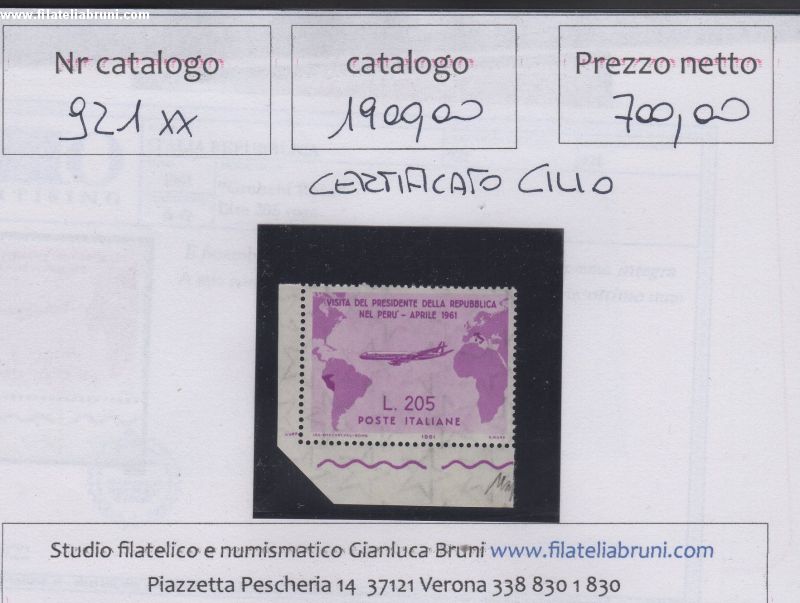 www.filateliabruni.com
Nr catalogo
catalogo
Prezzo netto
921 xx
1900,00
700,00
CERTIFICATO CILIO
VISITA DEL PRESIDENTE DELLA REPUBBLICA
NEL PERU' - APRILE 1961
L. 205
POSTE ITALIANE
1961
Studio filatelico e numismatico Gianluca Bruni www.filateliabruni.com
Piazzetta Pescheria 14 37121 Verona 338 830 1 830